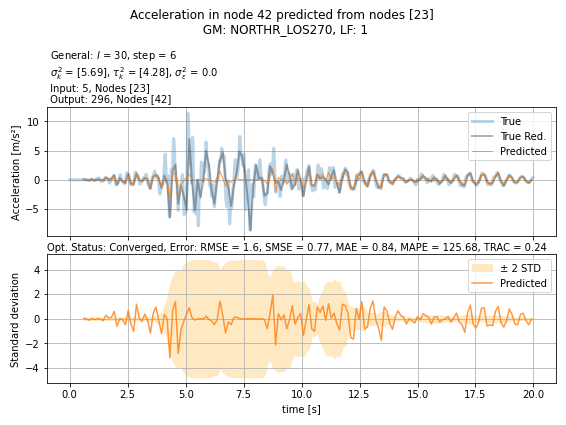 Acceleration in node 42 predicted from nodes [23]
GM: NORTHR_LOS270, LF: 1
General: l = 30, step = 6
σ²ₖ = [5.69], τ²ₖ = [4.28], σ²ε = 0.0
Input: 5, Nodes [23]
Output: 296, Nodes [42]
Acceleration [m/s²]
10
5
0
−5
True
True Red.
Predicted
Opt. Status: Converged, Error: RMSE = 1.6, SMSE = 0.77, MAE = 0.84, MAPE = 125.68, TRAC = 0.24
Standard deviation
4
2
0
−2
−4
± 2 STD
Predicted
0.0 2.5 5.0 7.5 10.0 12.5 15.0 17.5 20.0
time [s]